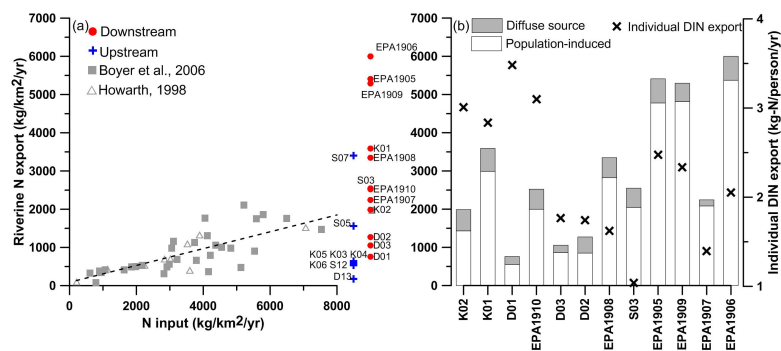 (a)
Downstream
Upstream
Boyer et al., 2006
Howarth, 1998
7000
6000
5000
4000
3000
2000
1000
0
Riverine N export (kg/km2/yr)
0 2000 4000 6000 8000
N input (kg/km2/yr)
EPA1906
EPA1905
EPA1909
K01
S07
EPA1908
S03
EPA1910
EPA1907
K02
S05
D02
D03
K05 K03 K04
D01
K06 S12
D13
(b)
Diffuse source
Population-induced
Individual DIN export
7000
6000
5000
4000
3000
2000
1000
0
4
3
2
1
Individual DIN export (kg-N/person/yr)
K02
K01
D01
EPA1910
D03
D02
EPA1908
S03
EPA1905
EPA1909
EPA1907
EPA1906